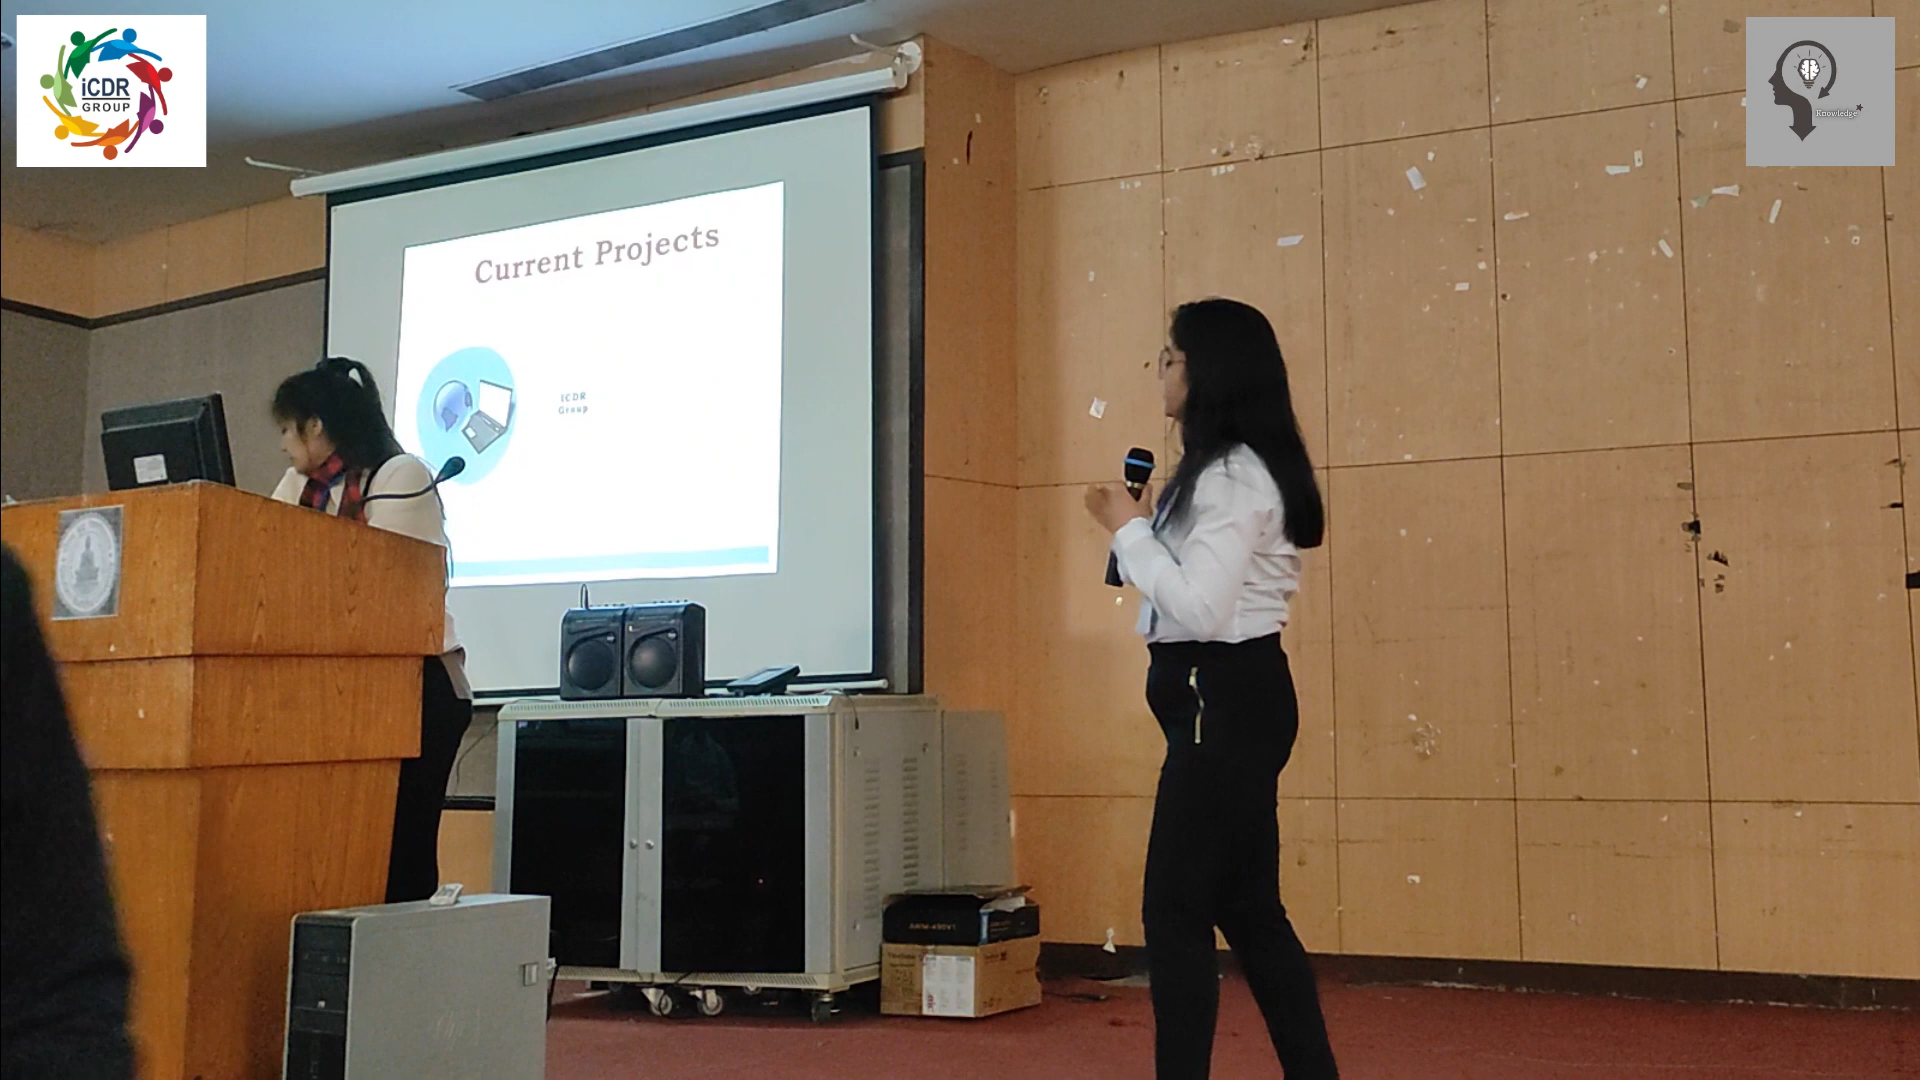 iCDR
GROUP
Knowledge
Current Projects
ICDR
Group